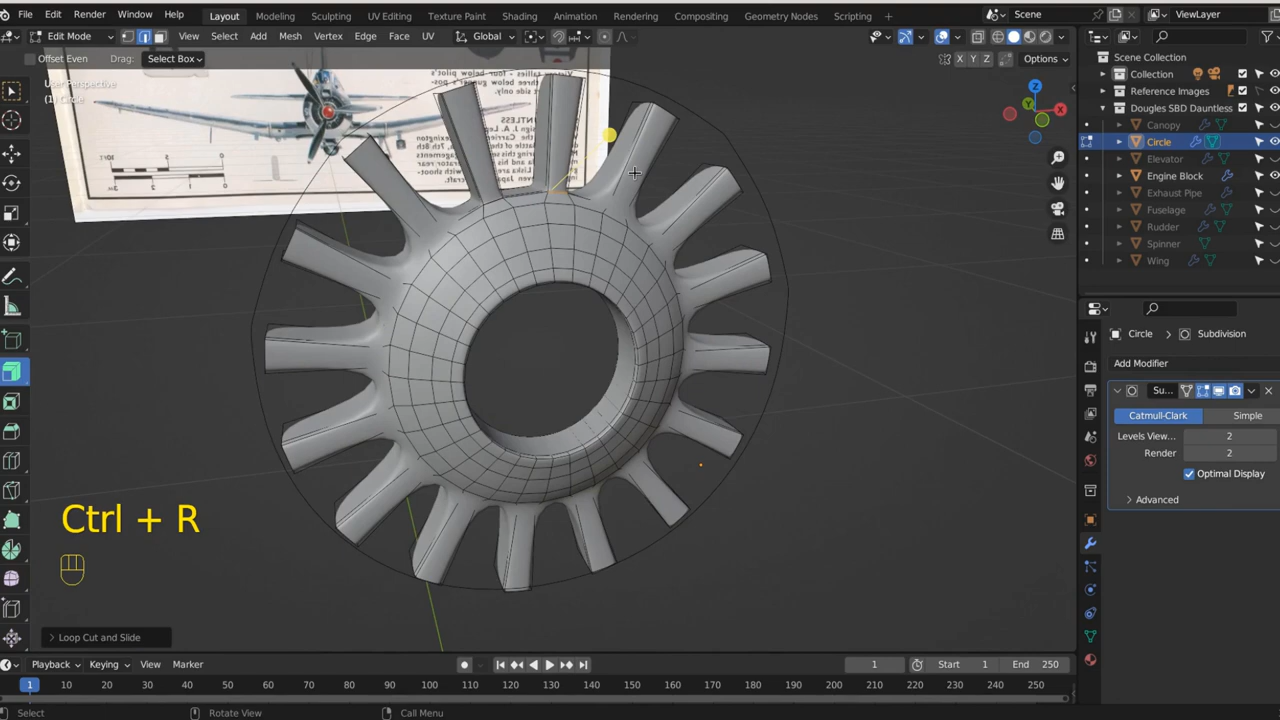 File Edit Render Window Help Layout Modeling Sculpting UV Editing Texture Paint Shading Animation Rendering Compositing Geometry Nodes Scripting + Scene ViewLayer
Edit Mode View Select Add Mesh Vertex Edge Face UV Global
Offset Even Drag: Select Box X Y Z Options
User Perspective
(1) Circle
Scene Collection
Collection
Reference Images
Douglas SBD Dauntless
Canopy
Circle
Elevator
Engine Block
Exhaust Pipe
Fuselage
Rudder
Spinner
Wing
Circle Subdivision
Add Modifier
Su...
Catmull-Clark Simple
Levels View... 2
Render 2
Optimal Display
Advanced
Ctrl + R
Loop Cut and Slide
Playback Keying View Marker 1 Start 1 End 250
1 10 20 30 40 50 60 70 80 90 100 110 120 130 140 150 160 170 180 190 200 210 220 230 240 250
Select Rotate View Call Menu